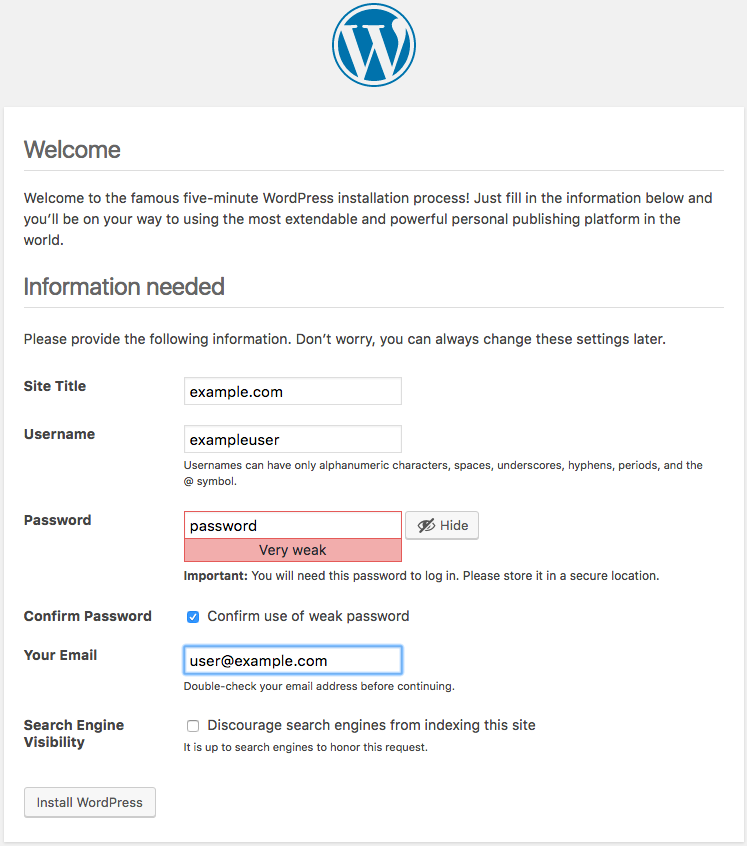 Welcome
Welcome to the famous five-minute WordPress installation process! Just fill in the information below and
you’ll be on your way to using the most extendable and powerful personal publishing platform in the
world.
Information needed
Please provide the following information. Don’t worry, you can always change these settings later.
Site Title
example.com
Username
exampleuser
Usernames can have only alphanumeric characters, spaces, underscores, hyphens, periods, and the
@ symbol.
Password
password
Hide
Very weak
Important: You will need this password to log in. Please store it in a secure location.
Confirm Password
Confirm use of weak password
Your Email
user@example.com
Double-check your email address before continuing.
Search Engine
Visibility
Discourage search engines from indexing this site
It is up to search engines to honor this request.
Install WordPress